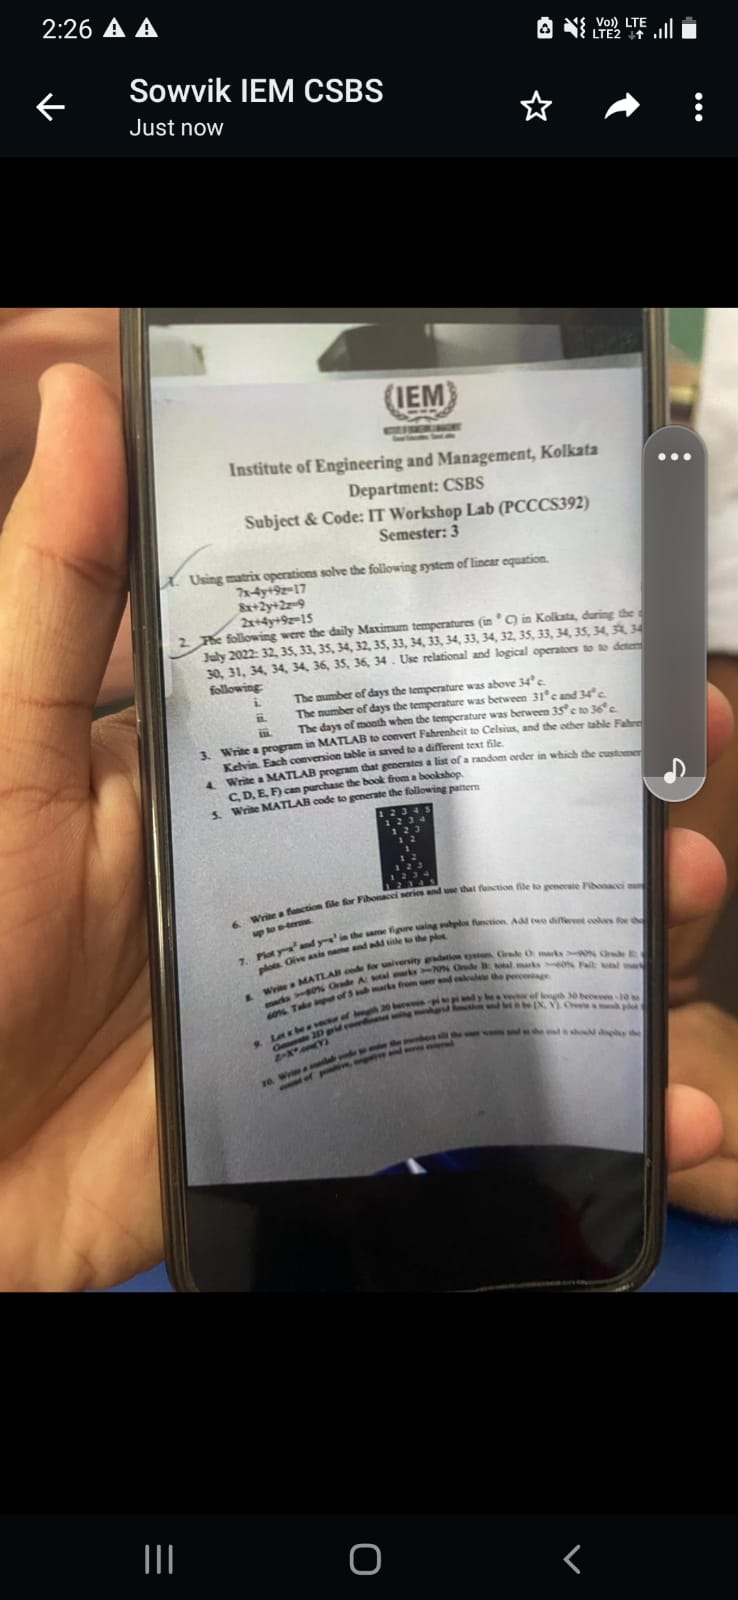 2:26
Vo)) LTE
LTE2
Sowvik IEM CSBS
Just now
IEM
Institute of Engineering and Management, Kolkata
Department: CSBS
Subject & Code: IT Workshop Lab (PCCCS392)
Semester: 3
1. Using matrix operations solve the following system of linear equation.
7x-4y+9z=17
8x+2y+2z=9
2x+4y+9z=15
2. The following were the daily Maximum temperatures (in ° C) in Kolkata, during the
July 2022: 32, 35, 33, 35, 34, 32, 35, 33, 34, 33, 34, 33, 34, 32, 35, 33, 34, 35, 34, 34, 34
30, 31, 34, 34, 34, 36, 35, 36, 34 . Use relational and logical operators to to
following:
i. The number of days the temperature was above 34° c.
ii. The number of days the temperature was between 31° c and 34° c.
iii. The days of month when the temperature was between 35° c to 36° c.
3. Write a program in MATLAB to convert Fahrenheit to Celsius, and the other table
Kelvin. Each conversion table is saved to a different text file.
4. Write a MATLAB program that generates a list of a random order in which the customer
C, D, E, F) can purchase the book from a bookshop.
5. Write MATLAB code to generate the following pattern
1 2 3 4 5
1 2 3 4
1 2 3
1 2
1
1 2
1 2 3
1 2 3 4
1 2 3 4 5
6. Write a function file for Fibonacci series and use that function file to generate Fibonacci
up to n-terms.
7. Plot y=x² and y=x³ in the same figure using subplot function. Add two different colors for the
plots. Give axis name and add title to the plot.
8. Write a MATLAB code for university gradation system. Grade O: marks >=90% Grade E:
marks >=80% Grade A: total marks >=70% Grade B: total marks >=60% Fail: total
60%. Take input of 5 sub marks from user and calculate the percentage.
9. Let x be a vector of length 20 between -pi to pi and y be a vector of length 30 between -10 to
Generate 2D grid coordinates using meshgrid function and let it be [X, Y]. Create a mesh plot
10. Write a matlab code to enter the numbers till the user wants and at the end it should display the
count of positive, negative and zeros entered.